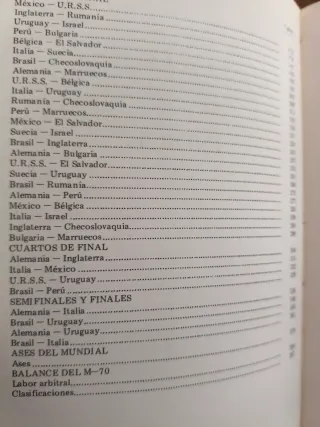 México — U.R.S.S.
Inglaterra — Rumania
Uruguay — Israel
Perú — Bulgaria
Bélgica — El Salvador
Italia — Suecia
Brasil — Checoslovaquia
Alemania — Marruecos
U.R.S.S. — Bélgica
Italia — Uruguay
Rumania — Checoslovaquia
Perú — Marruecos
México — El Salvador
Suecia — Israel
Brasil — Inglaterra
Alemania — Bulgaria
U.R.S.S. — El Salvador
Suecia — Uruguay
Brasil — Rumania
Alemania — Perú
México — Bélgica
Italia — Israel
Inglaterra — Checoslovaquia
Bulgaria — Marruecos
CUARTOS DE FINAL
Alemania — Inglaterra
Italia — México
U.R.S.S. — Uruguay
Brasil — Perú
SEMIFINALES Y FINALES
Alemania — Italia
Brasil — Uruguay
Alemania — Uruguay
Brasil — Italia
ASES DEL MUNDIAL
Ases
BALANCE DEL M—70
Labor arbitral
Clasificaciones